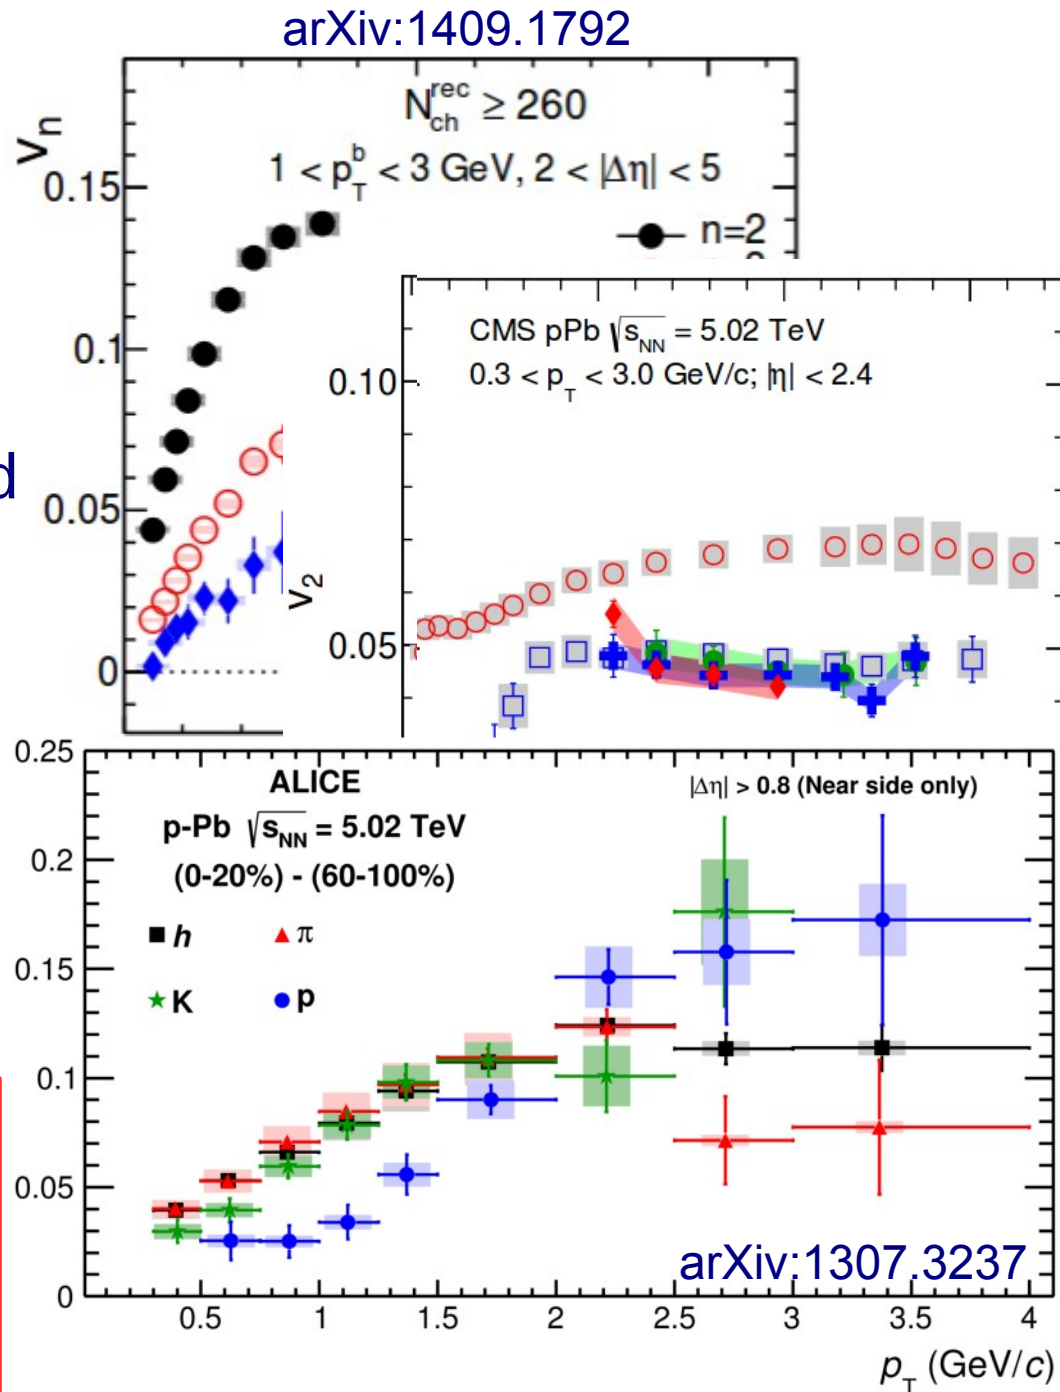 arXiv:1409.1792
N_ch^rec ≥ 260
1 < p_T^b < 3 GeV, 2 < |Δη| < 5
n=2
v_n
0.15
0.1
0.05
0
d
CMS pPb √s_NN = 5.02 TeV
0.3 < p_T < 3.0 GeV/c; |η| < 2.4
0.10
v_2
0.05
0.25
ALICE
|Δη| > 0.8 (Near side only)
p-Pb √s_NN = 5.02 TeV
(0-20%) - (60-100%)
0.2
h π
K p
0.15
0.1
0.05
arXiv:1307.3237
0
0.5 1 1.5 2 2.5 3 3.5 4
p_T (GeV/c)